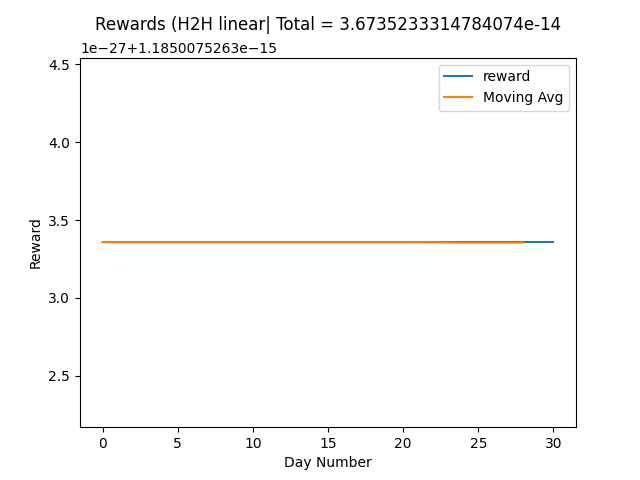 Rewards (H2H linear| Total = 3.6735233314784074e-14
1e−27+1.1850075263e−15
reward
Moving Avg
4.5
4.0
3.5
3.0
2.5
Reward
0 5 10 15 20 25 30
Day Number